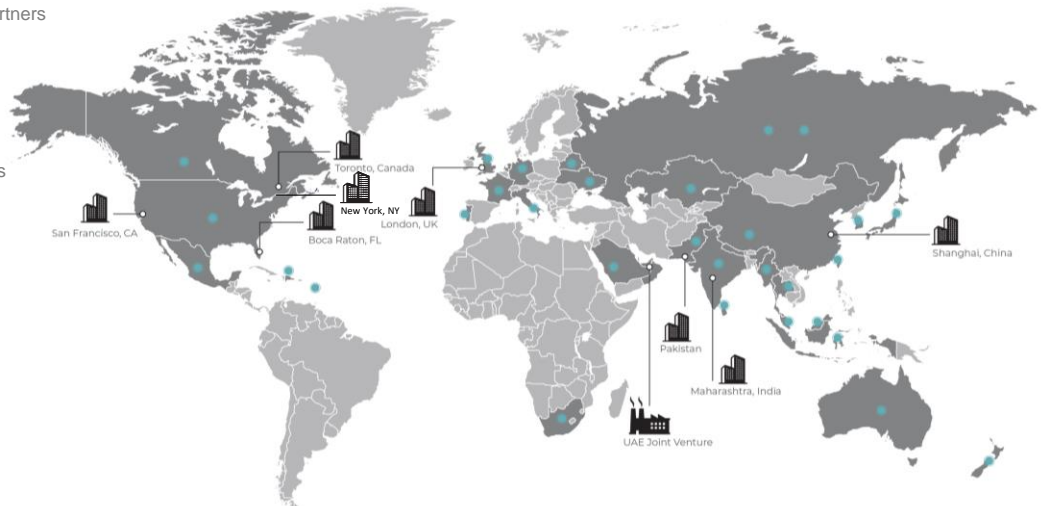 rtners
s
Toronto, Canada
New York, NY
San Francisco, CA
Boca Raton, FL
London, UK
Shanghai, China
Pakistan
Maharashtra, India
UAE Joint Venture